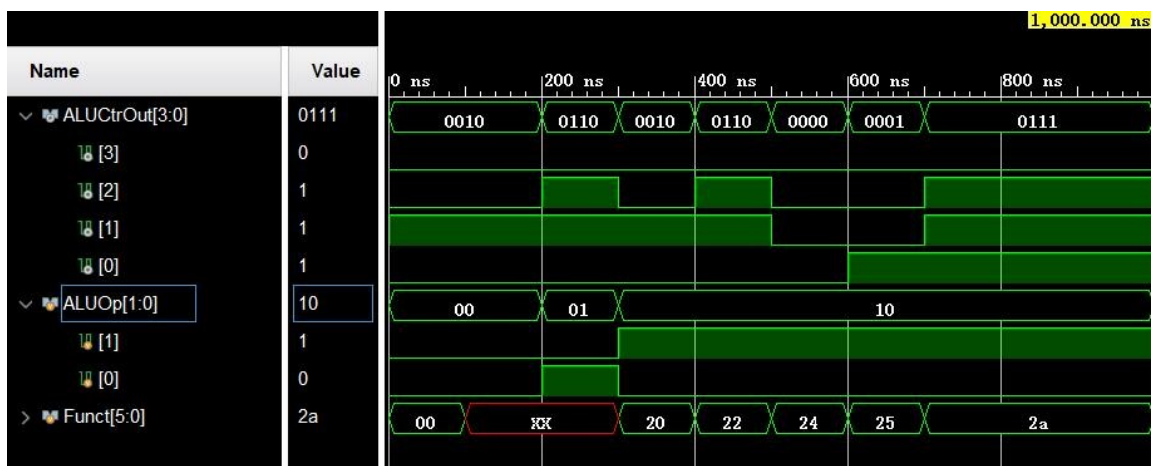 1,000.000 ns
Name Value
0 ns 200 ns 400 ns 600 ns 800 ns
ALUCtrOut[3:0] 0111 0010 0110 0010 0110 0000 0001 0111
[3] 0
[2] 1
[1] 1
[0] 1
ALUOp[1:0] 10 00 01 10
[1] 1
[0] 0
Funct[5:0] 2a 00 XX 20 22 24 25 2a